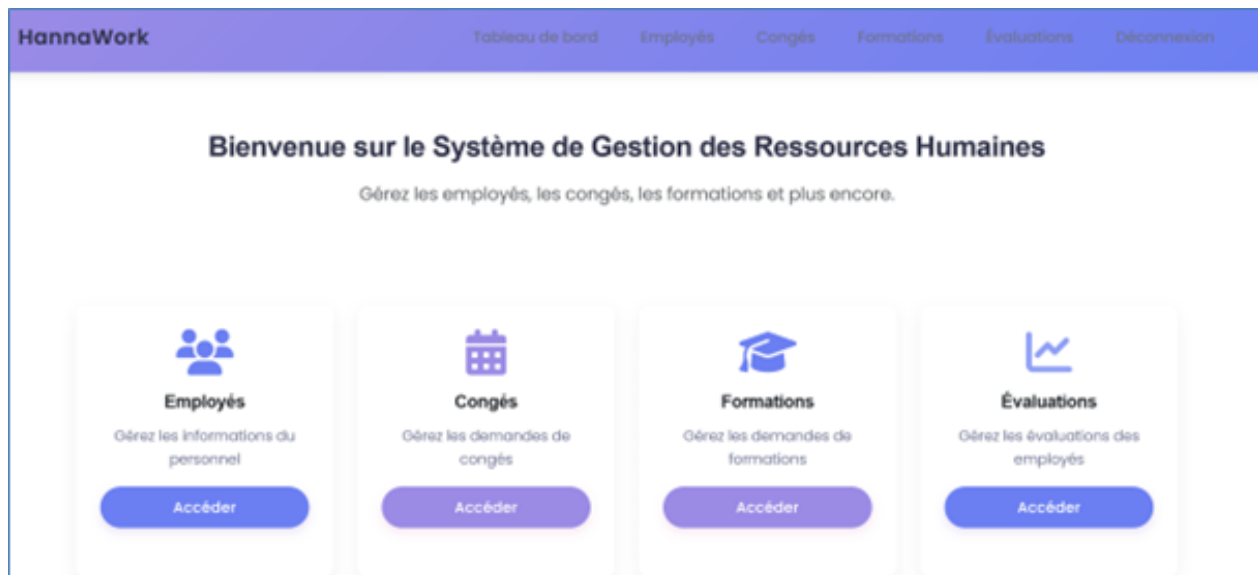 HannaWork Tableau de bord Employés Congés Formations Évaluations Déconnexion
Bienvenue sur le Système de Gestion des Ressources Humaines
Gérez les employés, les congés, les formations et plus encore.
Employés
Gérez les informations du
personnel
Accéder
Congés
Gérez les demandes de
congés
Accéder
Formations
Gérez les demandes de
formations
Accéder
Évaluations
Gérez les évaluations des
employés
Accéder